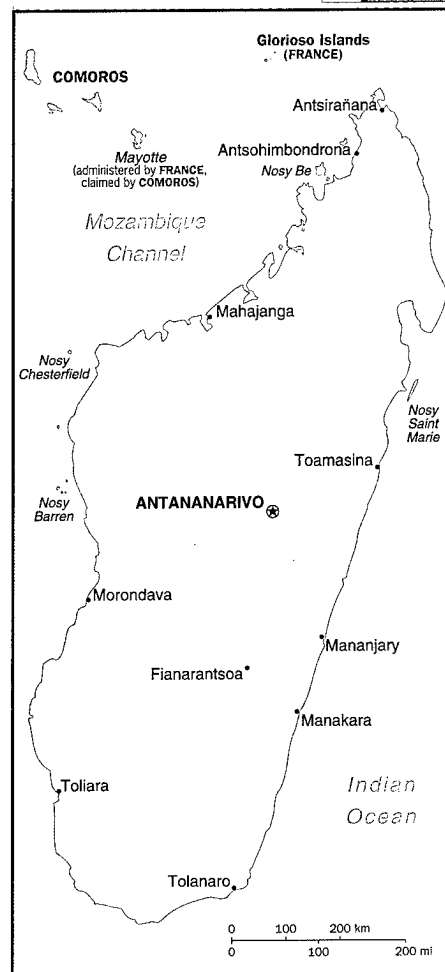 Glorioso Islands
(FRANCE)
COMOROS
Antsirañana
Antsohimbondrona
Mayotte
(administered by FRANCE,
claimed by COMOROS)
Nosy Be
Mozambique
Channel
Mahajanga
Nosy
Chesterfield
Nosy
Saint
Marie
Toamasina
ANTANANARIVO
Nosy
Barren
Morondava
Mananjary
Fianarantsoa
Manakara
Toliara
Indian
Ocean
Tolanaro
0 100 200 km
0 100 200 mi